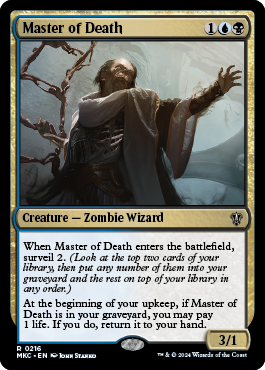 Master of Death 1
Creature — Zombie Wizard
When Master of Death enters the battlefield,
surveil 2. (Look at the top two cards of your
library, then put any number of them into your
graveyard and the rest on top of your library in
any order.)
At the beginning of your upkeep, if Master
of Death is in your graveyard, you may pay
1 life. If you do, return it to your hand.
3/1
R 0216
MKC • EN John Stanko
™ & © 2024 Wizards of the Coast